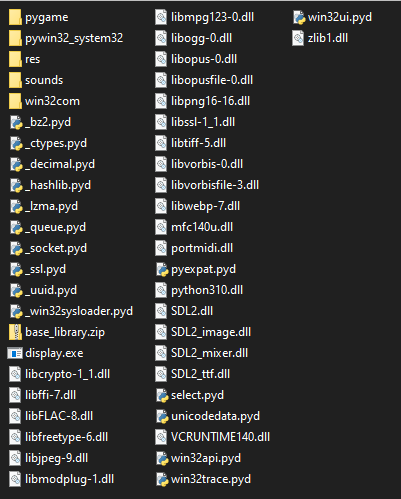 pygame
pywin32_system32
res
sounds
win32com
_bz2.pyd
_ctypes.pyd
_decimal.pyd
_hashlib.pyd
_lzma.pyd
_queue.pyd
_socket.pyd
_ssl.pyd
_uuid.pyd
_win32sysloader.pyd
base_library.zip
display.exe
libcrypto-1_1.dll
libffi-7.dll
libFLAC-8.dll
libfreetype-6.dll
libjpeg-9.dll
libmodplug-1.dll
libmpg123-0.dll
libogg-0.dll
libopus-0.dll
libopusfile-0.dll
libpng16-16.dll
libssl-1_1.dll
libtiff-5.dll
libvorbis-0.dll
libvorbisfile-3.dll
libwebp-7.dll
mfc140u.dll
portmidi.dll
pyexpat.pyd
python310.dll
SDL2.dll
SDL2_image.dll
SDL2_mixer.dll
SDL2_ttf.dll
select.pyd
unicodedata.pyd
VCRUNTIME140.dll
win32api.pyd
win32trace.pyd
win32ui.pyd
zlib1.dll